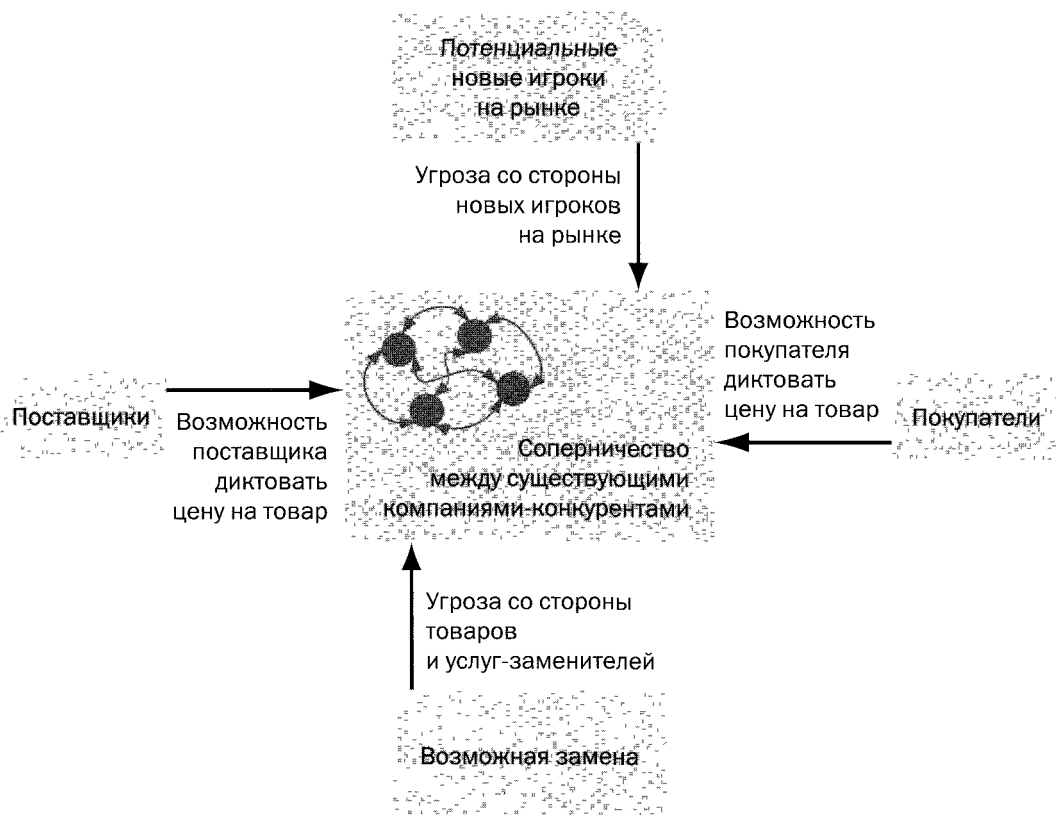 Потенциальные
новые игроки
на рынке
Угроза со стороны
новых игроков
на рынке
Возможность
покупателя
диктовать
цену на товар
Поставщики
Возможность
поставщика
диктовать
цену на товар
Покупатели
Соперничество
между существующими
компаниями-конкурентами
Угроза со стороны
товаров
и услуг-заменителей
Возможная замена